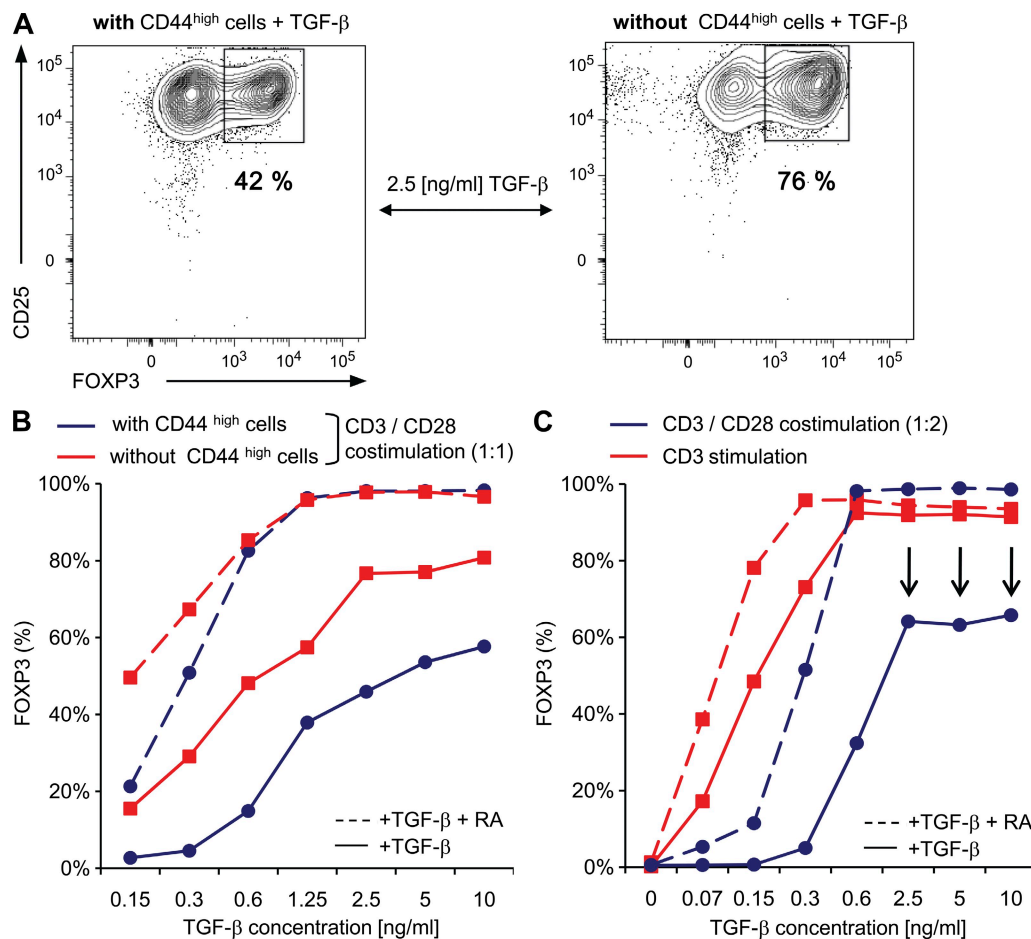 A
with CD44high cells + TGF-β
without CD44high cells + TGF-β
10⁵
10⁴
10³
0
CD25
42 %
0 10³ 10⁴ 10⁵
FOXP3
2.5 [ng/ml] TGF-β
10⁵
10⁴
10³
0
76 %
0 10³ 10⁴ 10⁵
B
with CD44 high cells
without CD44 high cells
CD3 / CD28
costimulation (1:1)
100%
80%
60%
40%
20%
0%
FOXP3 (%)
+TGF-β + RA
+TGF-β
0.15 0.3 0.6 1.25 2.5 5 10
TGF-β concentration [ng/ml]
C
CD3 / CD28 costimulation (1:2)
CD3 stimulation
100%
80%
60%
40%
20%
0%
FOXP3 (%)
+TGF-β + RA
+TGF-β
0 0.07 0.15 0.3 0.6 2.5 5 10
TGF-β concentration [ng/ml]